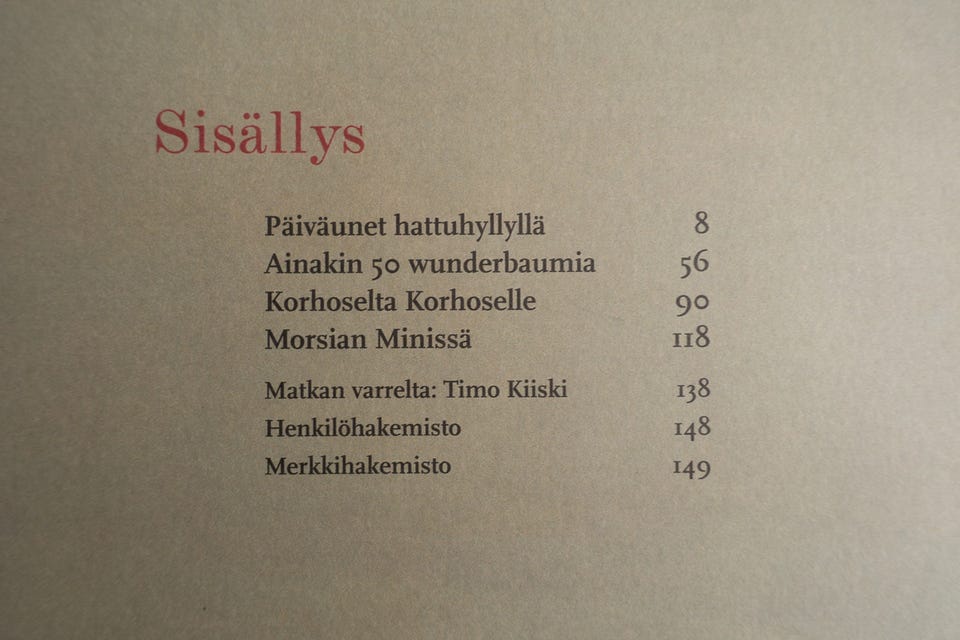 Sisällys
Päiväunet hattuhyllyllä 8
Ainakin 50 wunderbaumia 56
Korhoselta Korhoselle 90
Morsian Minissä 118
Matkan varrelta: Timo Kiiski 138
Henkilöhakemisto 148
Merkkihakemisto 149